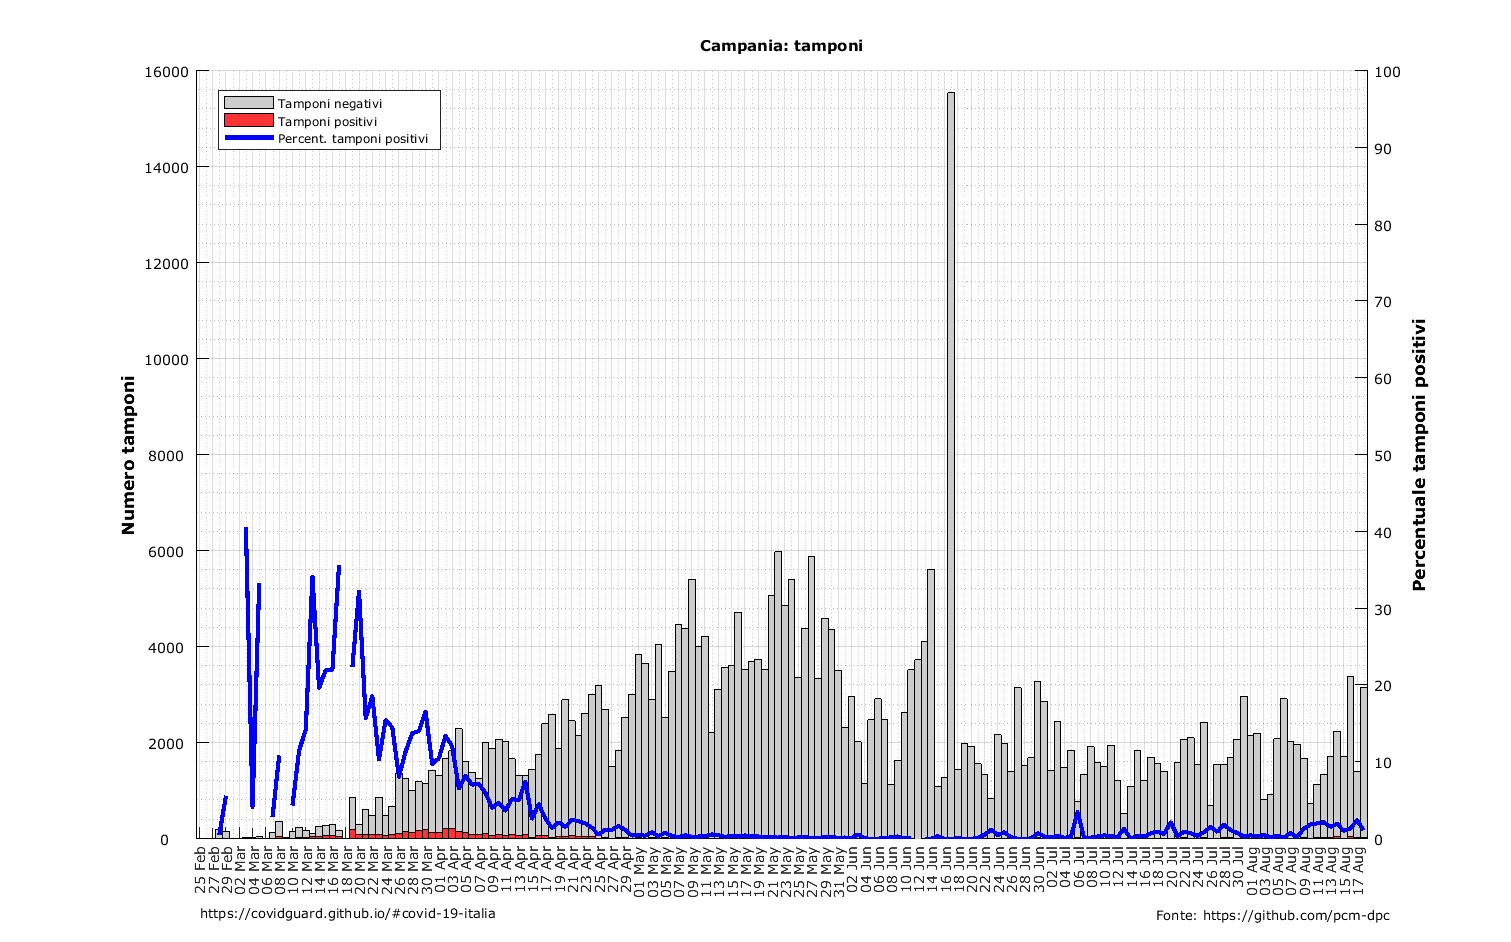 Campania: tamponi
16000
14000
12000
10000
8000
6000
4000
2000
0
Numero tamponi
Tamponi negativi
Tamponi positivi
Percent. tamponi positivi
100
90
80
70
60
50
40
30
20
10
0
Percentuale tamponi positivi
25 Feb
27 Feb
29 Feb
02 Mar
04 Mar
06 Mar
08 Mar
10 Mar
12 Mar
14 Mar
16 Mar
18 Mar
20 Mar
22 Mar
24 Mar
26 Mar
28 Mar
30 Mar
01 Apr
03 Apr
05 Apr
07 Apr
09 Apr
11 Apr
13 Apr
15 Apr
17 Apr
19 Apr
21 Apr
23 Apr
25 Apr
27 Apr
29 Apr
01 May
03 May
05 May
07 May
09 May
11 May
13 May
15 May
17 May
19 May
21 May
23 May
25 May
27 May
29 May
31 May
02 Jun
04 Jun
06 Jun
08 Jun
10 Jun
12 Jun
14 Jun
16 Jun
18 Jun
20 Jun
22 Jun
24 Jun
26 Jun
28 Jun
30 Jun
02 Jul
04 Jul
06 Jul
08 Jul
10 Jul
12 Jul
14 Jul
16 Jul
18 Jul
20 Jul
22 Jul
24 Jul
26 Jul
28 Jul
30 Jul
01 Aug
03 Aug
05 Aug
07 Aug
09 Aug
11 Aug
13 Aug
15 Aug
17 Aug
https://covidguard.github.io/#covid-19-italia
Fonte: https://github.com/pcm-dpc